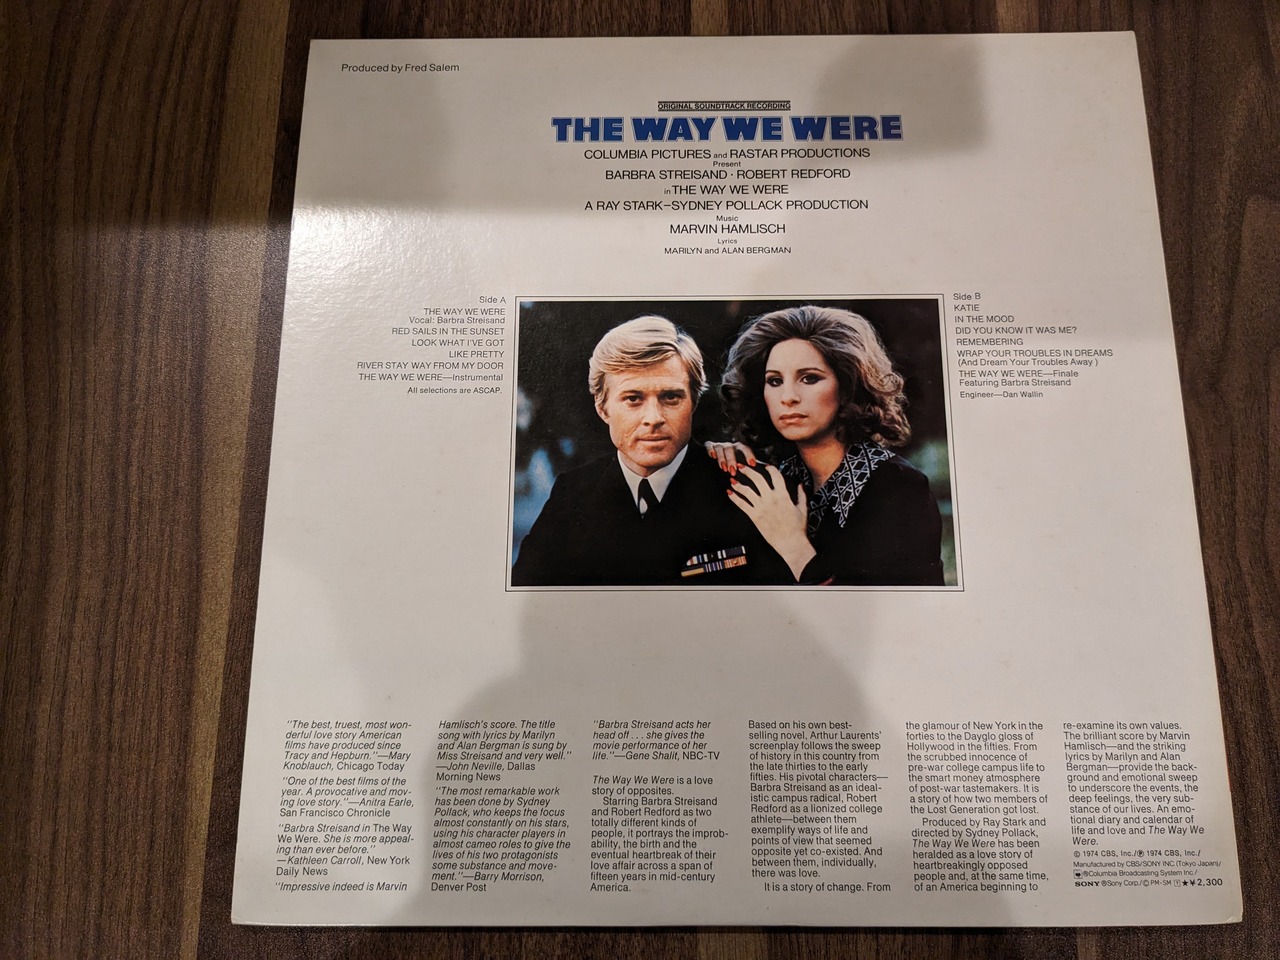 Produced by Fred Salem
ORIGINAL SOUNDTRACK RECORDING
THE WAY WE WERE
COLUMBIA PICTURES and RASTAR PRODUCTIONS
Present
BARBRA STREISAND · ROBERT REDFORD
in THE WAY WE WERE
A RAY STARK—SYDNEY POLLACK PRODUCTION
Music
MARVIN HAMLISCH
Lyrics
MARILYN and ALAN BERGMAN
Side A
THE WAY WE WERE
Vocal: Barbra Streisand
RED SAILS IN THE SUNSET
LOOK WHAT I'VE GOT
LIKE PRETTY
RIVER STAY WAY FROM MY DOOR
THE WAY WE WERE—Instrumental
All selections are ASCAP.
Side B
KATIE
IN THE MOOD
DID YOU KNOW IT WAS ME?
REMEMBERING
WRAP YOUR TROUBLES IN DREAMS
(And Dream Your Troubles Away)
THE WAY WE WERE—Finale
Featuring Barbra Streisand
Engineer—Dan Wallin
"The best, truest, most won-
derful love story American
films have produced since
Tracy and Hepburn."—Mary
Knoblauch, Chicago Today
"One of the best films of the
year. A provocative and mov-
ing love story."—Anitra Earle,
San Francisco Chronicle
"Barbra Streisand in The Way
We Were. She is more appeal-
ing than ever before."
—Kathleen Carroll, New York
Daily News
"Impressive indeed is Marvin
Hamlisch's score. The title
song with lyrics by Marilyn
and Alan Bergman is sung by
Miss Streisand and very well."
—John Neville, Dallas
Morning News
"The most remarkable work
has been done by Sydney
Pollack, who keeps the focus
almost constantly on his stars,
using his character players in
almost cameo roles to give the
lives of his two protagonists
some substance and move-
ment."—Barry Morrison,
Denver Post
"Barbra Streisand acts her
head off . . . she gives the
movie performance of her
life."—Gene Shalit, NBC-TV
The Way We Were is a love
story of opposites.
Starring Barbra Streisand
and Robert Redford as two
totally different kinds of
people, it portrays the improb-
ability, the birth and the
eventual heartbreak of their
love affair across a span of
fifteen years in mid-century
America.
Based on his own best-
selling novel, Arthur Laurents'
screenplay follows the sweep
of history in this country from
the late thirties to the early
fifties. His pivotal characters—
Barbra Streisand as an ideal-
istic campus radical, Robert
Redford as a lionized college
athlete—between them
exemplify ways of life and
points of view that seemed
opposite yet co-existed. And
between them, individually,
there was love.
It is a story of change. From
the glamour of New York in the
forties to the Dayglo gloss of
Hollywood in the fifties. From
the scrubbed innocence of
pre-war college campus life to
the smart money atmosphere
of post-war tastemakers. It is
a story of how two members of
the Lost Generation got lost.
Produced by Ray Stark and
directed by Sydney Pollack,
The Way We Were has been
heralded as a love story of
heartbreakingly opposed
people and, at the same time,
of an America beginning to
re-examine its own values.
The brilliant score by Marvin
Hamlisch—and the striking
lyrics by Marilyn and Alan
Bergman—provide the back-
ground and emotional sweep
to underscore the events, the
deep feelings, the very sub-
stance of our lives. An emo-
tional diary and calendar of
life and love and The Way We
Were.
© 1974 CBS, Inc./℗ 1974 CBS, Inc./
Manufactured by CBS/SONY INC. (Tokyo Japan)/
®Columbia Broadcasting System Inc./
SONY ®Sony Corp./Ⓒ PM-SM 1 ★ ¥2,300